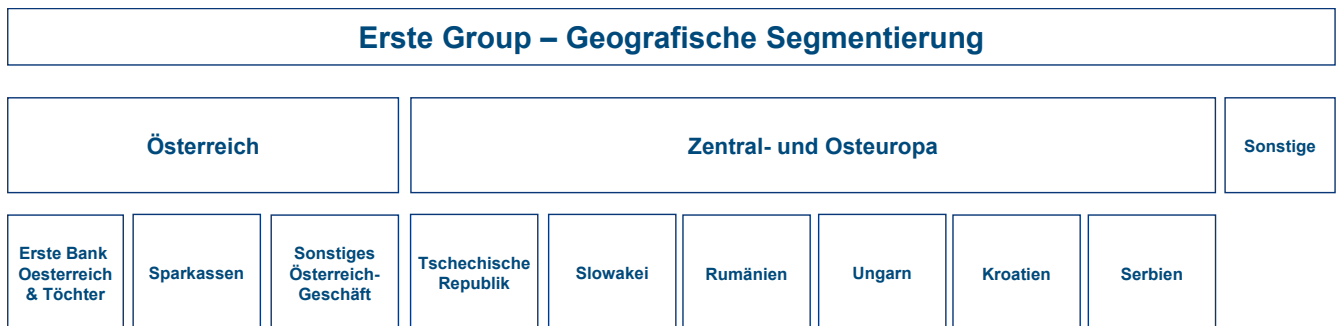 Erste Group – Geografische Segmentierung
Österreich
Zentral- und Osteuropa
Sonstige
Erste Bank
Oesterreich
& Töchter
Sparkassen
Sonstiges
Österreich-
Geschäft
Tschechische
Republik
Slowakei
Rumänien
Ungarn
Kroatien
Serbien